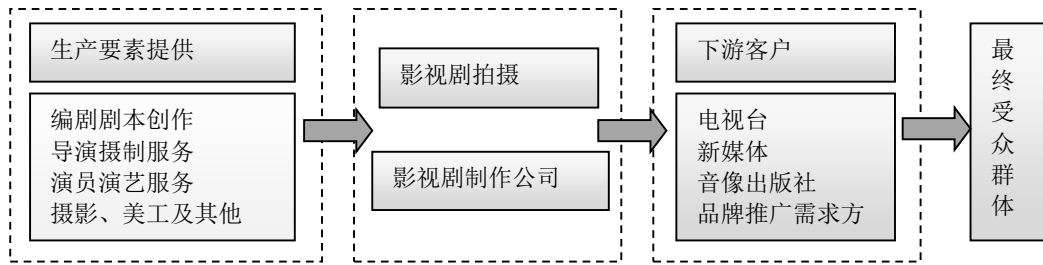 生产要素提供
编剧剧本创作
导演摄制服务
演员演艺服务
摄影、美工及其他
影视剧拍摄
影视剧制作公司
下游客户
电视台
新媒体
音像出版社
品牌推广需求方
最
终
受
众
群
体